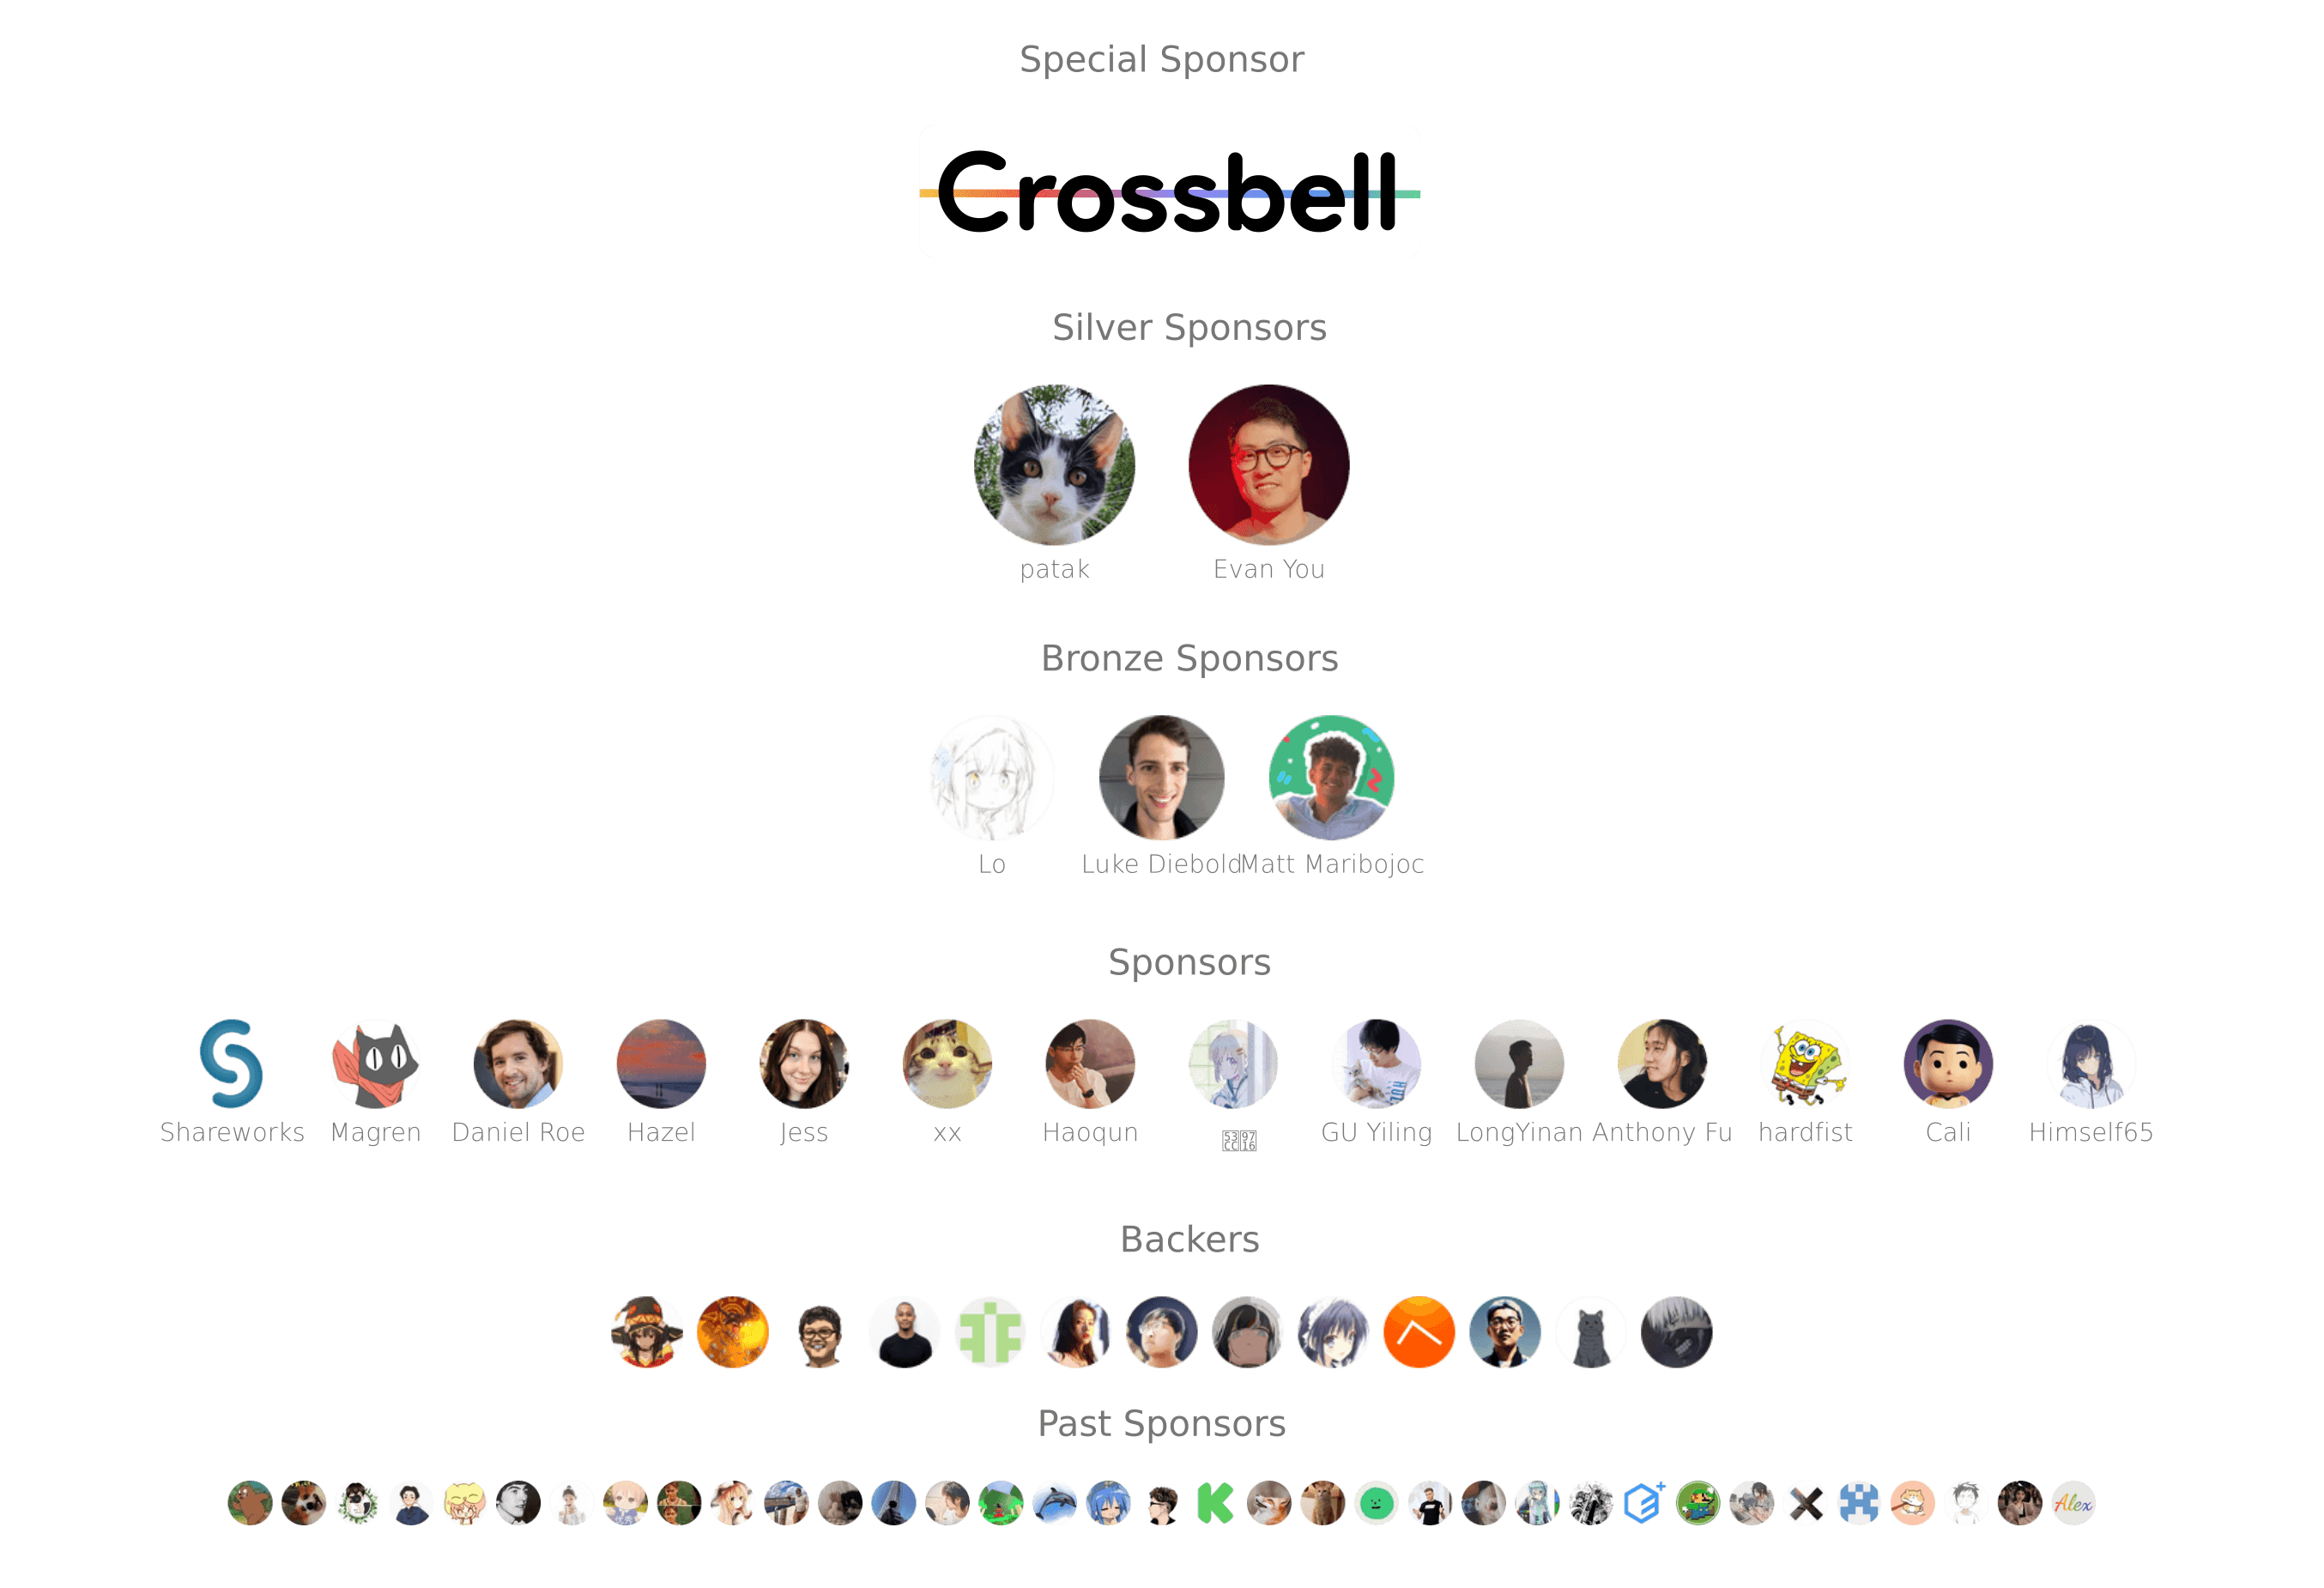 Special Sponsor
Crossbell
Silver Sponsors
patak Evan You
Bronze Sponsors
Lo Luke Diebold Matt Maribojoc
Sponsors
Shareworks Magren Daniel Roe Hazel Jess xx Haoqun GU Yiling LongYinan Anthony Fu hardfist Cali Himself65
Backers
Past Sponsors
Alex